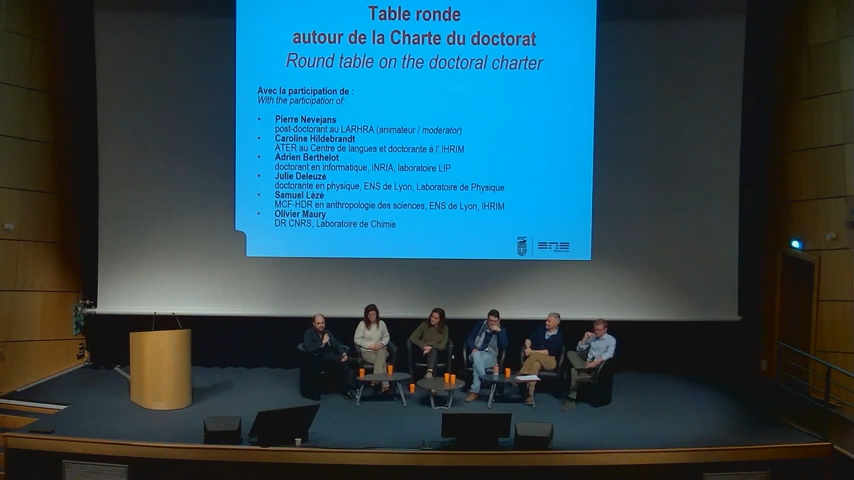 Table ronde
autour de la Charte du doctorat
Round table on the doctoral charter
Avec la participation de :
With the participation of:
• Pierre Nevejans
post-doctorant au LARHRA (animateur / moderator)
• Caroline Hildebrandt
ATER au Centre de langues et doctorante à l' IHRIM
• Adrien Berthelot
doctorant en informatique, INRIA, laboratoire LIP
• Julie Deleuze
doctorante en physique, ENS de Lyon, Laboratoire de Physique
• Samuel Lézé
MCF-HDR en anthropologie des sciences, ENS de Lyon, IHRIM
• Olivier Maury
DR CNRS, Laboratoire de Chimie
ENS